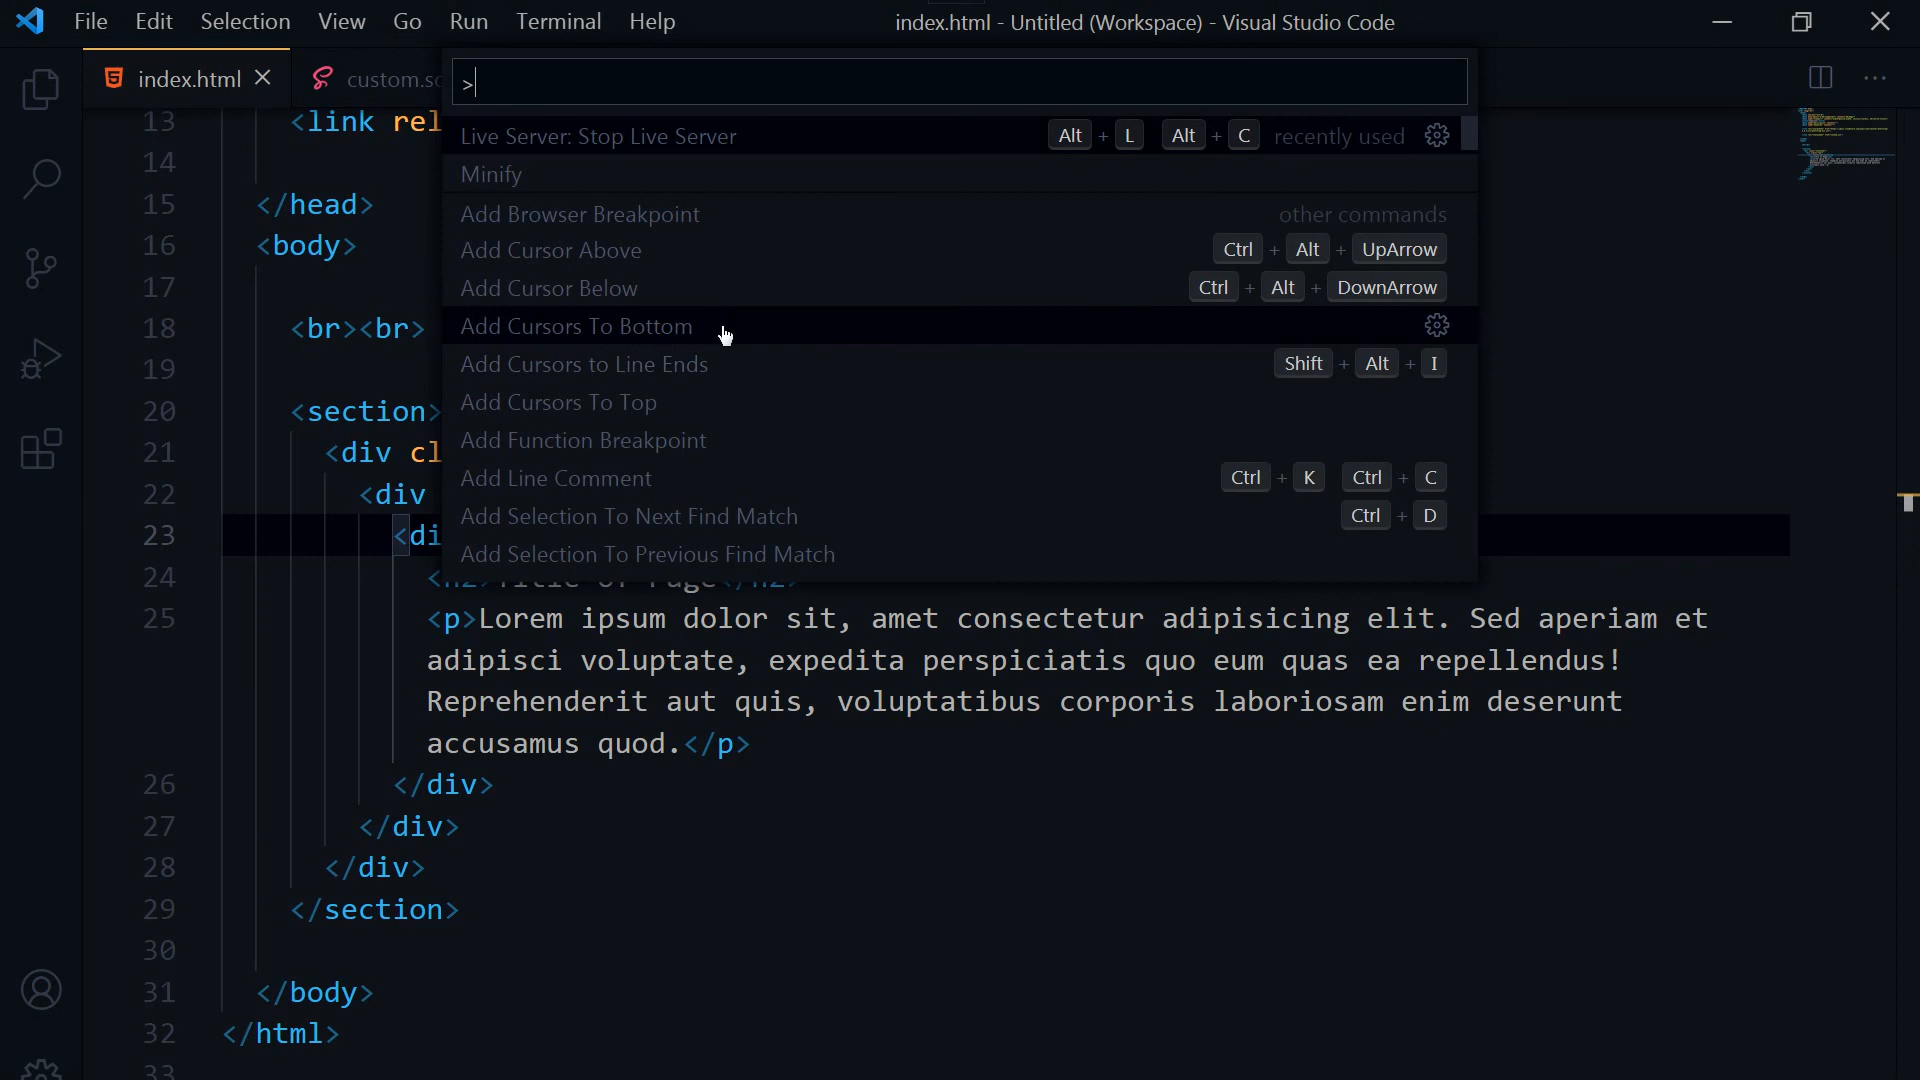 File Edit Selection View Go Run Terminal Help index.html - Untitled (Workspace) - Visual Studio Code
index.html custom.sc
>
Live Server: Stop Live Server Alt + L Alt + C recently used
Minify
Add Browser Breakpoint other commands
Add Cursor Above Ctrl + Alt + UpArrow
Add Cursor Below Ctrl + Alt + DownArrow
Add Cursors To Bottom
Add Cursors to Line Ends Shift + Alt + I
Add Cursors To Top
Add Function Breakpoint
Add Line Comment Ctrl + K Ctrl + C
Add Selection To Next Find Match Ctrl + D
Add Selection To Previous Find Match
13 <link rel
14
15 </head>
16 <body>
17
18 <br><br>
19
20 <section>
21 <div cl
22 <div
23 <di
24 <h2>Title of Page</h2>
25 <p>Lorem ipsum dolor sit, amet consectetur adipisicing elit. Sed aperiam et
adipisci voluptate, expedita perspiciatis quo eum quas ea repellendus!
Reprehenderit aut quis, voluptatibus corporis laboriosam enim deserunt
accusamus quod.</p>
26 </div>
27 </div>
28 </div>
29 </section>
30
31 </body>
32 </html>
33